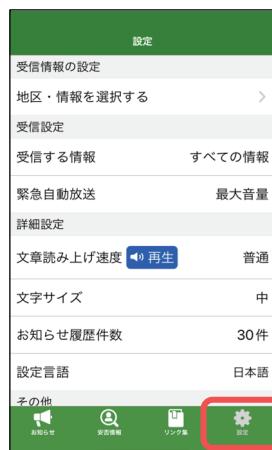 設定
受信情報の設定
地区・情報を選択する
受信設定
受信する情報 すべての情報
緊急自動放送 最大音量
詳細設定
文章読み上げ速度 再生 普通
文字サイズ 中
お知らせ履歴件数 30件
設定言語 日本語
その他
お知らせ 受信情報 リンク集 設定